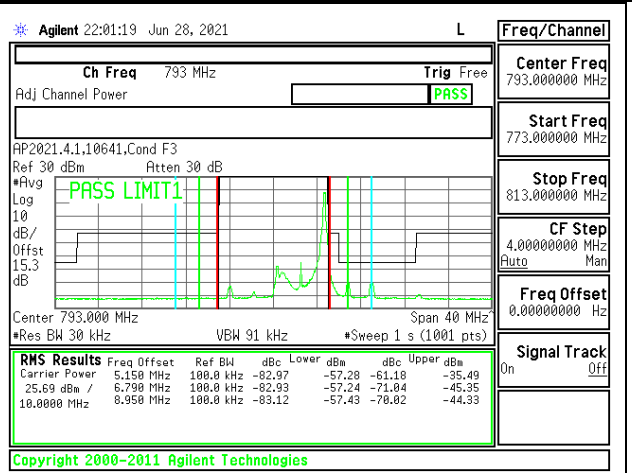 Agilent 22:01:19 Jun 28, 2021 L
Ch Freq 793 MHz Trig Free
Adj Channel Power PASS
AP2021.4.1,10641,Cond F3
Ref 30 dBm Atten 30 dB
#Avg
Log
10
dB/
Offst
15.3
dB
PASS LIMIT1
Center 793.000 MHz Span 40 MHz
#Res BW 30 kHz VBW 91 kHz #Sweep 1 s (1001 pts)
RMS Results Freq Offset Ref BW dBc Lower dBm dBc Upper dBm
Carrier Power 5.150 MHz 100.0 kHz -82.97 -57.28 -61.18 -35.49
25.69 dBm / 6.790 MHz 100.0 kHz -82.93 -57.24 -71.04 -45.35
10.0000 MHz 8.950 MHz 100.0 kHz -83.12 -57.43 -70.02 -44.33
Copyright 2000-2011 Agilent Technologies
Freq/Channel
Center Freq
793.000000 MHz
Start Freq
773.000000 MHz
Stop Freq
813.000000 MHz
CF Step
4.00000000 MHz
Auto Man
Freq Offset
0.00000000 Hz
Signal Track
On Off